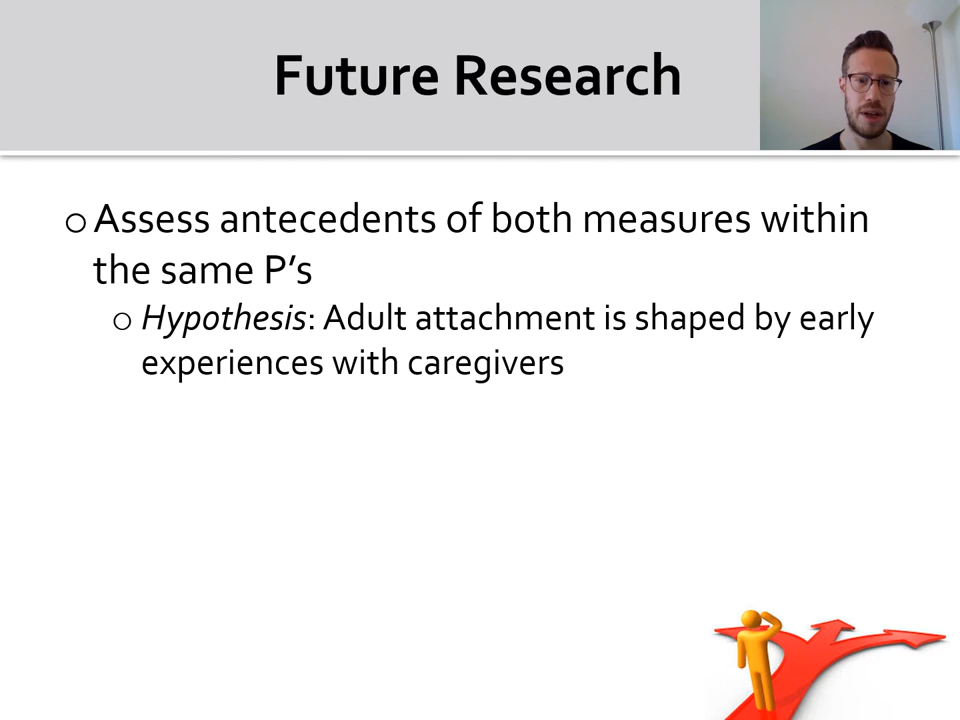 Future Research
o Assess antecedents of both measures within
the same P’s
o Hypothesis: Adult attachment is shaped by early
experiences with caregivers